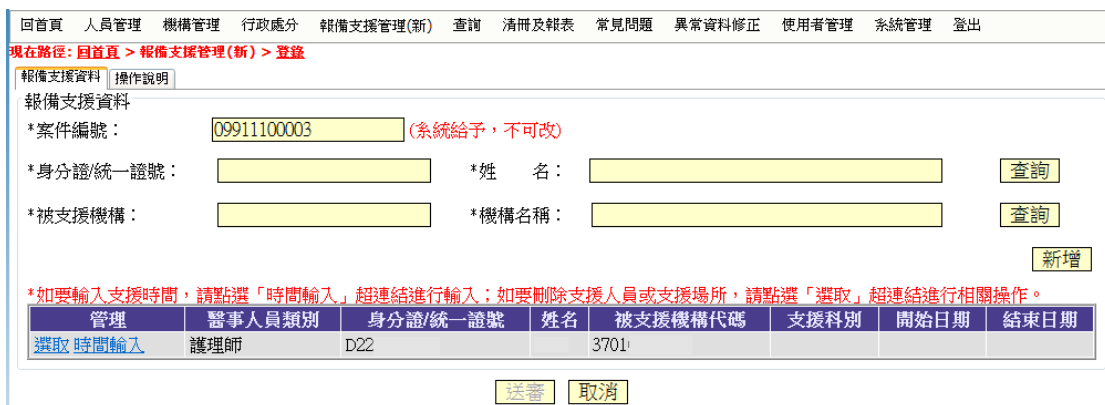 回首頁 人員管理 機構管理 行政處分 報備支援管理(新) 查詢 清冊及報表 常見問題 異常資料修正 使用者管理 系統管理 登出
現在路徑: 回首頁 > 報備支援管理(新) > 登錄
報備支援資料 操作說明
報備支援資料
*案件編號： 09911100003 (系統給予，不可改)
*身分證/統一證號： *姓 名： 查詢
*被支援機構： *機構名稱： 查詢
新增
*如要輸入支援時間，請點選「時間輸入」超連結進行輸入；如要刪除支援人員或支援場所，請點選「選取」超連結進行相關操作。
管理 醫事人員類別 身分證/統一證號 姓名 被支援機構代碼 支援科別 開始日期 結束日期
選取 時間輸入 護理師 D22 3701
送審 取消